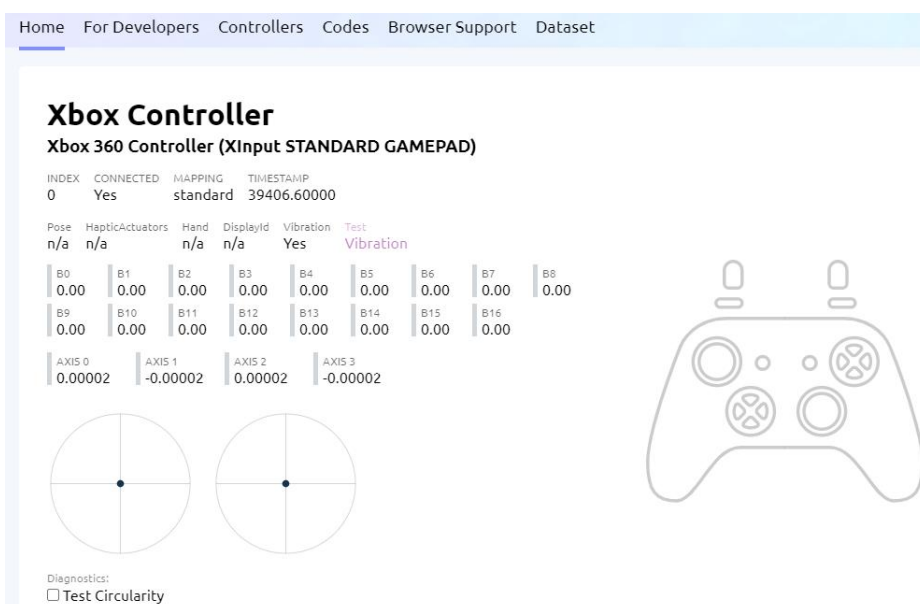 Home For Developers Controllers Codes Browser Support Dataset
Xbox Controller
Xbox 360 Controller (XInput STANDARD GAMEPAD)
INDEX CONNECTED MAPPING TIMESTAMP
0 Yes standard 39406.60000
Pose HapticActuators Hand DisplayId Vibration Test
n/a n/a n/a n/a Yes Vibration
B0 B1 B2 B3 B4 B5 B6 B7 B8
0.00 0.00 0.00 0.00 0.00 0.00 0.00 0.00 0.00
B9 B10 B11 B12 B13 B14 B15 B16
0.00 0.00 0.00 0.00 0.00 0.00 0.00 0.00
AXIS 0 AXIS 1 AXIS 2 AXIS 3
0.00002 -0.00002 0.00002 -0.00002
Diagnostics:
Test Circularity